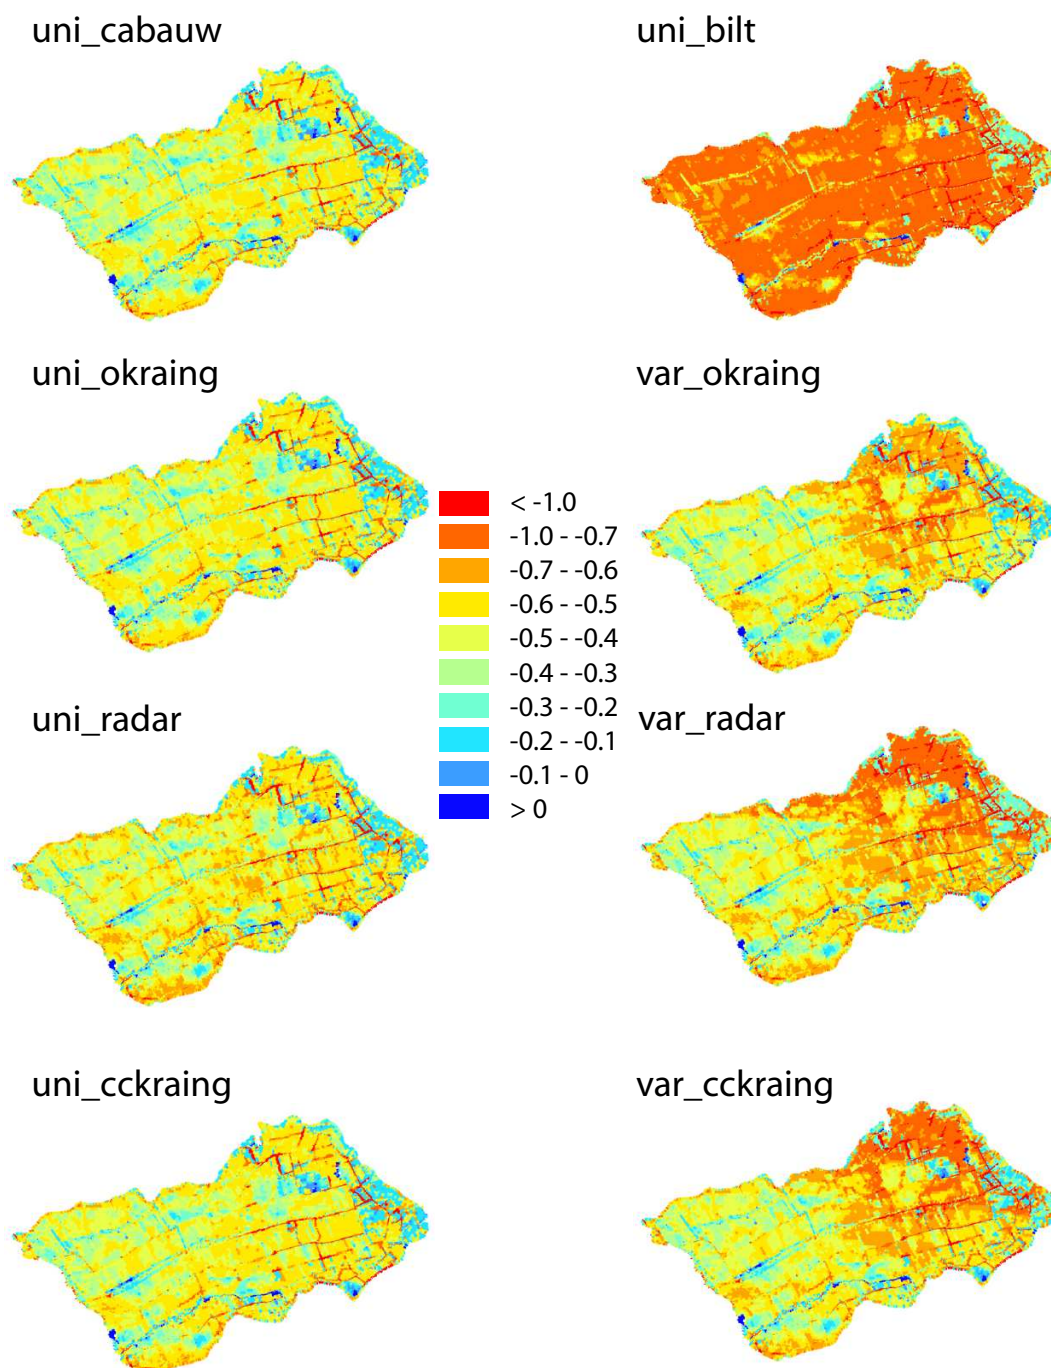 uni_cabauw
uni_bilt
uni_okraing
var_okraing
< -1.0
-1.0 - -0.7
-0.7 - -0.6
-0.6 - -0.5
-0.5 - -0.4
-0.4 - -0.3
-0.3 - -0.2
-0.2 - -0.1
-0.1 - 0
> 0
uni_radar
var_radar
uni_cckraing
var_cckraing